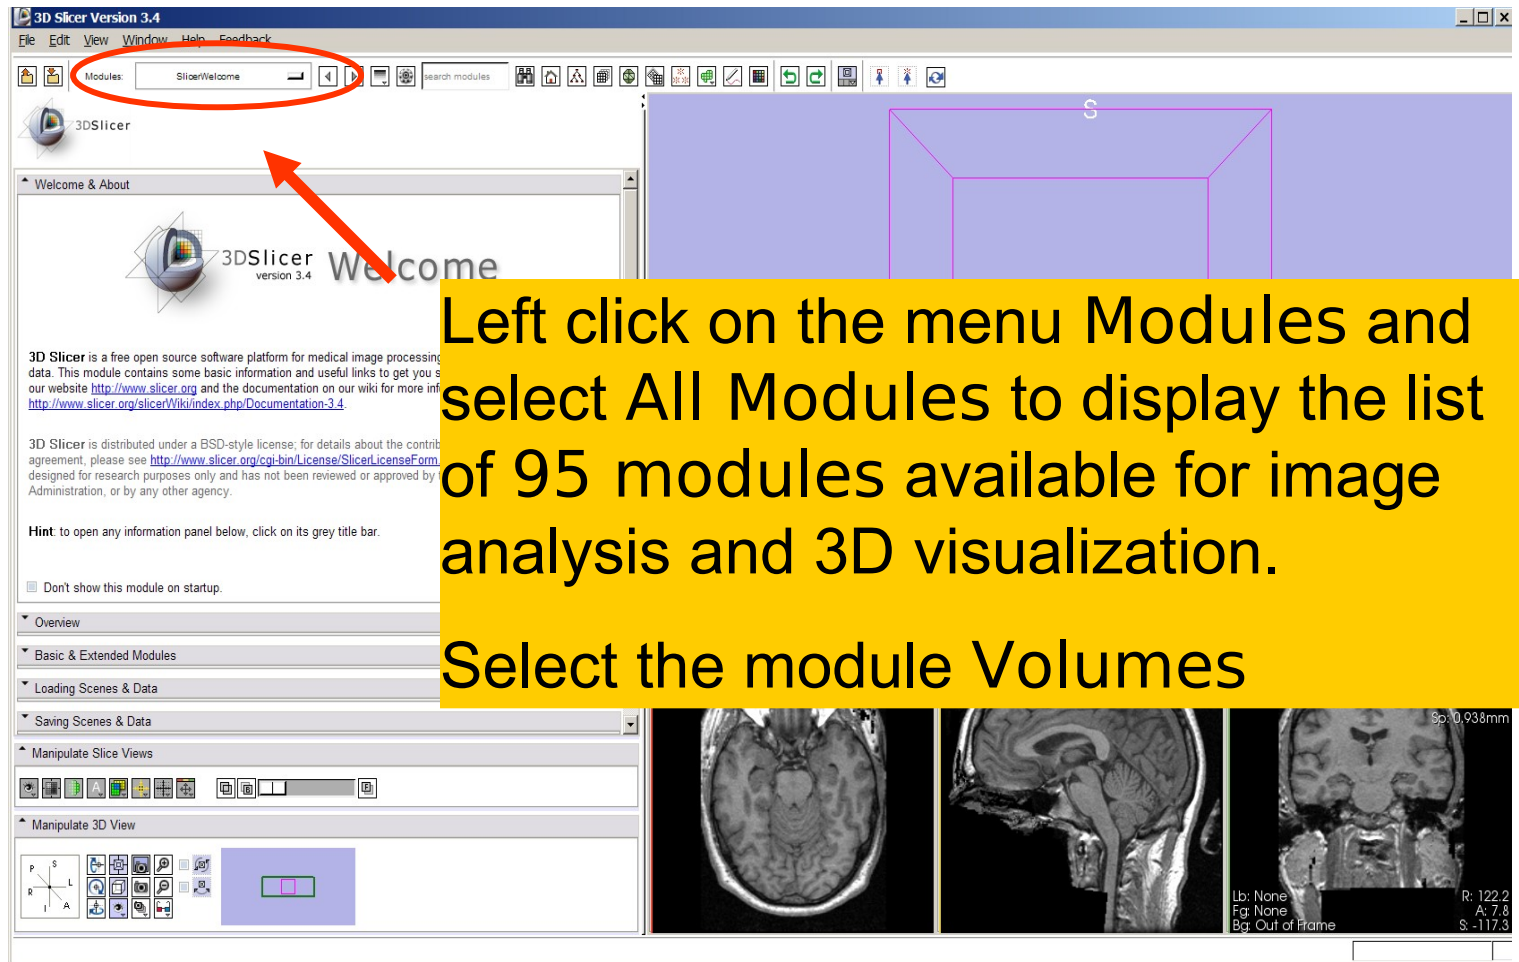 3D Slicer Version 3.4
File Edit View Window Help Feedback
Modules: SlicerWelcome search modules
3DSlicer
S
Welcome & About
3DSlicer
version 3.4
Welcome
Left click on the menu Modules and
select All Modules to display the list
of 95 modules available for image
analysis and 3D visualization.
Select the module Volumes
3D Slicer is a free open source software platform for medical image processing
data. This module contains some basic information and useful links to get you s
our website http://www.slicer.org and the documentation on our wiki for more inf
http://www.slicer.org/slicerWiki/index.php/Documentation-3.4.
3D Slicer is distributed under a BSD-style license; for details about the contrib
agreement, please see http://www.slicer.org/cgi-bin/License/SlicerLicenseForm.
designed for research purposes only and has not been reviewed or approved by
Administration, or by any other agency.
Hint: to open any information panel below, click on its grey title bar.
Don't show this module on startup.
Overview
Basic & Extended Modules
Loading Scenes & Data
Saving Scenes & Data
Manipulate Slice Views
Manipulate 3D View
P S
R L
I A
Sp: 0.938mm
Lb: None
Fg: None
Bg: Out of Frame
R: 122.2
A: 7.8
S: -117.3